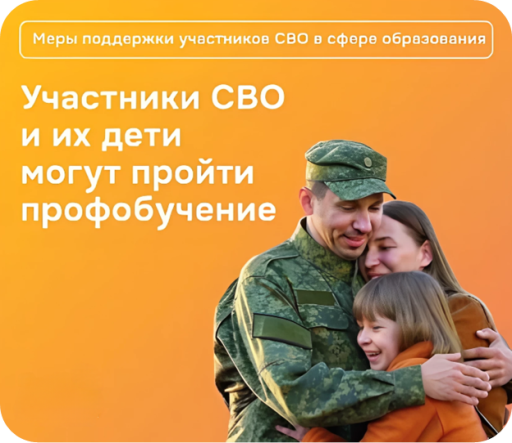 Меры поддержки участников СВО в сфере образования
Участники СВО
и их дети
могут пройти
профобучение